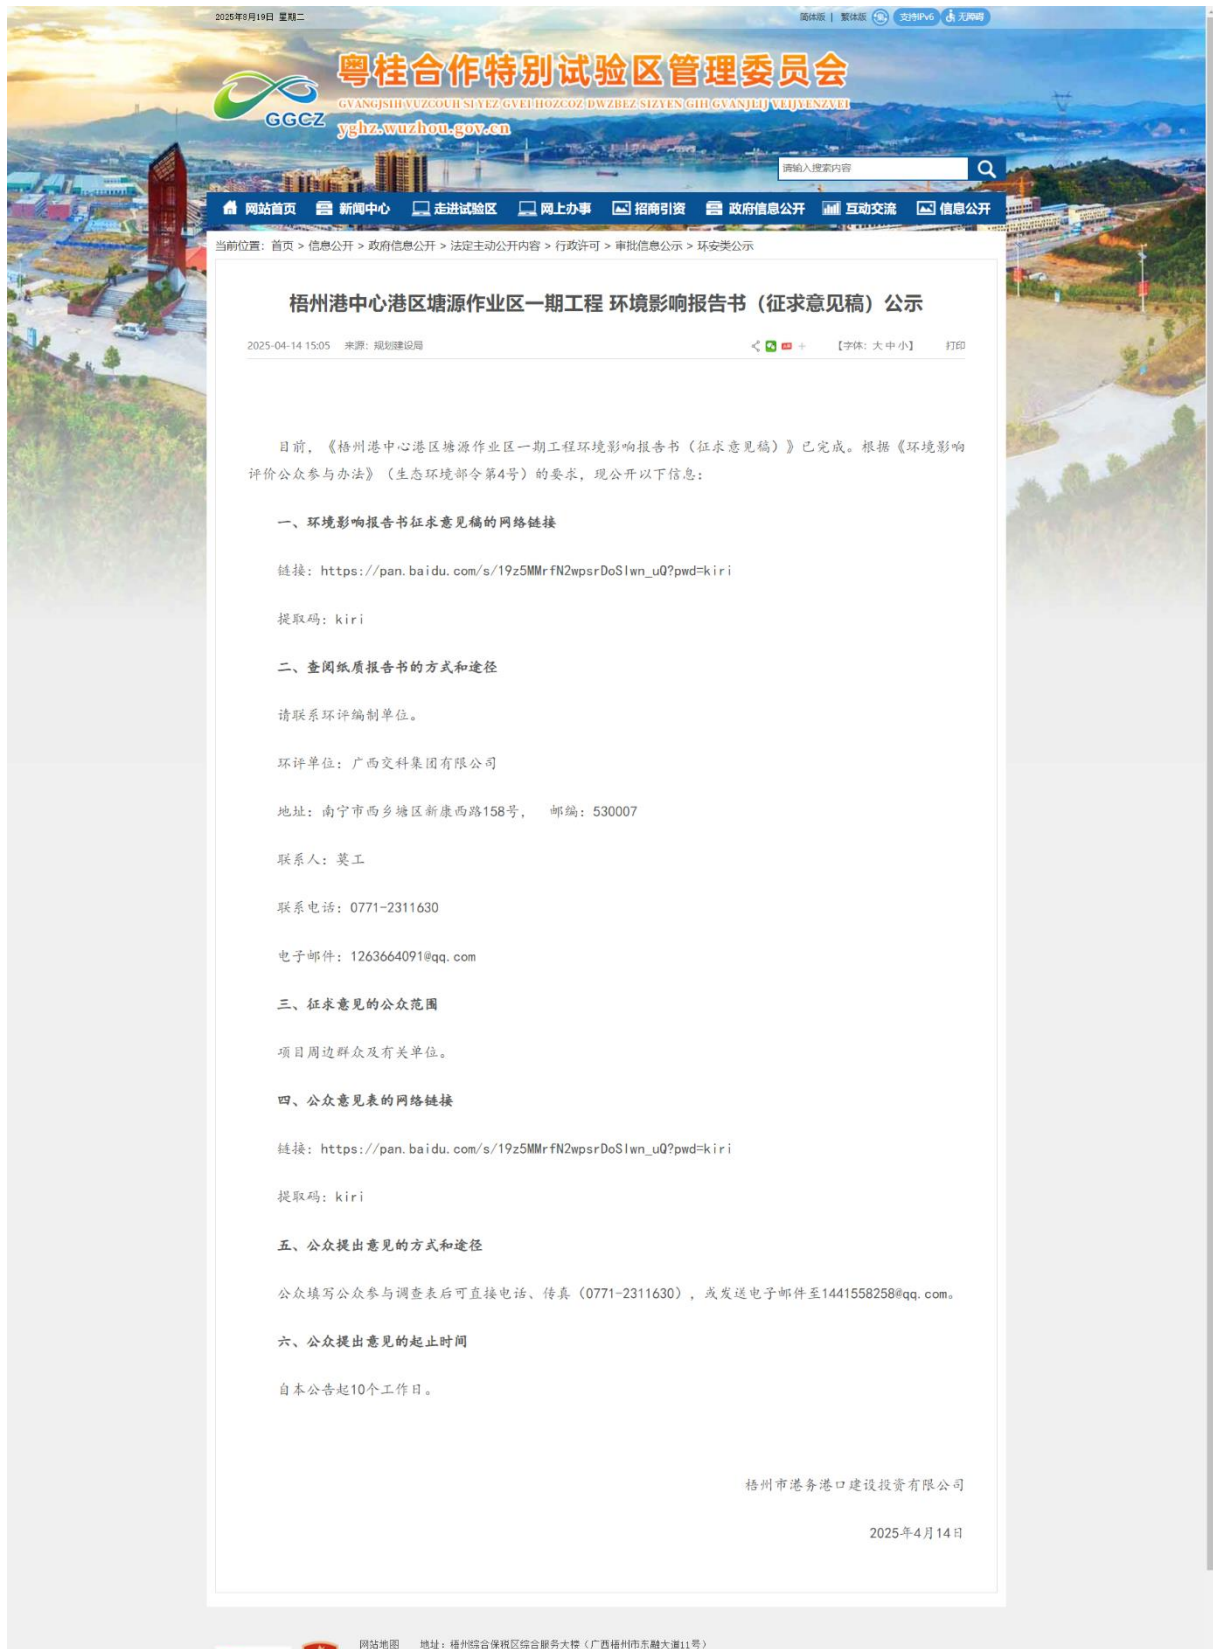 2025年8月19日 星期二
简体版 | 繁体版 支持IPv6 无障碍
粤桂合作特别试验区管理委员会
GVANGJSIH VUZCOUH SI YEZ GVEI HOZCOZ DWZBEZ SIZYEN GIH GVANJLIJ VEIJYENZVEI
GGCZ
yghz.wuzhou.gov.cn
请输入搜索内容
网站首页 新闻中心 走进试验区 网上办事 招商引资 政府信息公开 互动交流 信息公开
当前位置：首页 > 信息公开 > 政府信息公开 > 法定主动公开内容 > 行政许可 > 审批信息公示 > 环安类公示
梧州港中心港区塘源作业区一期工程 环境影响报告书（征求意见稿）公示
2025-04-14 15:05 来源：规划建设局 【字体：大 中 小】 打印
目前，《梧州港中心港区塘源作业区一期工程环境影响报告书（征求意见稿）》已完成。根据《环境影响
评价公众参与办法》（生态环境部令第4号）的要求，现公开以下信息：
一、环境影响报告书征求意见稿的网络链接
链接：https://pan.baidu.com/s/19z5MMrfN2wpsrDoSIwn_uQ?pwd=kiri
提取码：kiri
二、查阅纸质报告书的方式和途径
请联系环评编制单位。
环评单位：广西交科集团有限公司
地址：南宁市西乡塘区新康西路158号， 邮编：530007
联系人：莫工
联系电话：0771-2311630
电子邮件：1263664091@qq.com
三、征求意见的公众范围
项目周边群众及有关单位。
四、公众意见表的网络链接
链接：https://pan.baidu.com/s/19z5MMrfN2wpsrDoSIwn_uQ?pwd=kiri
提取码：kiri
五、公众提出意见的方式和途径
公众填写公众参与调查表后可直接电话、传真（0771-2311630），或发送电子邮件至1441558258@qq.com。
六、公众提出意见的起止时间
自本公告起10个工作日。
梧州市港务港口建设投资有限公司
2025年4月14日
网站地图 地址：梧州综合保税区综合服务大楼（广西梧州市东融大道11号）